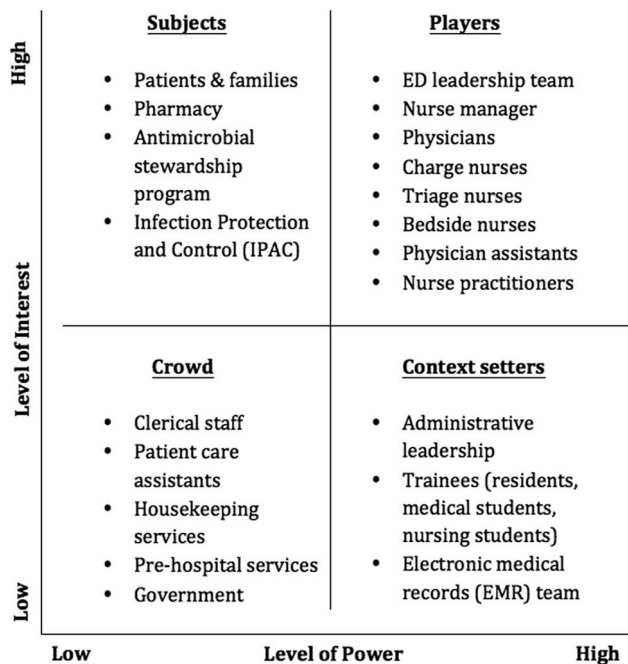 High
Level of Interest
Low
Subjects
• Patients & families
• Pharmacy
• Antimicrobial
stewardship
program
• Infection Protection
and Control (IPAC)
Players
• ED leadership team
• Nurse manager
• Physicians
• Charge nurses
• Triage nurses
• Bedside nurses
• Physician assistants
• Nurse practitioners
Crowd
• Clerical staff
• Patient care
assistants
• Housekeeping
services
• Pre-hospital services
• Government
Context setters
• Administrative
leadership
• Trainees (residents,
medical students,
nursing students)
• Electronic medical
records (EMR) team
Low
Level of Power
High